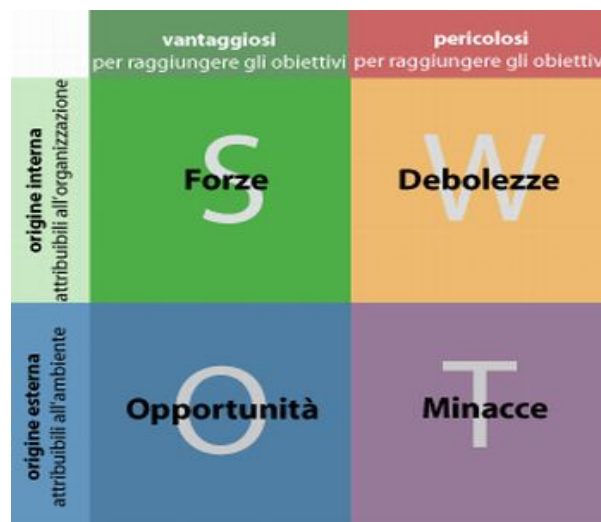 vantaggiosi
per raggiungere gli obiettivi
pericolosi
per raggiungere gli obiettivi
origine interna
attribuibili all'organizzazione
S
Forze
W
Debolezze
origine esterna
attribuibili all'ambiente
O
Opportunità
T
Minacce